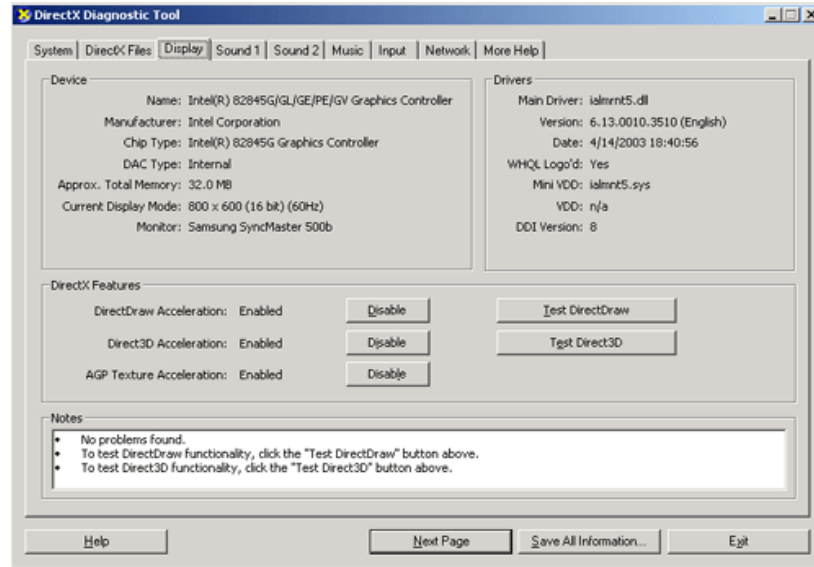 DirectX Diagnostic Tool
System DirectX Files Display Sound 1 Sound 2 Music Input Network More Help
Device
Name: Intel(R) 82845G/GL/GE/PE/GV Graphics Controller
Manufacturer: Intel Corporation
Chip Type: Intel(R) 82845G Graphics Controller
DAC Type: Internal
Approx. Total Memory: 32.0 MB
Current Display Mode: 800 x 600 (16 bit) (60Hz)
Monitor: Samsung SyncMaster 500b
Drivers
Main Driver: ialmrnt5.dll
Version: 6.13.0010.3510 (English)
Date: 4/14/2003 18:40:56
WHQL Logo'd: Yes
Mini VDD: ialmnt5.sys
VDD: n/a
DDI Version: 8
DirectX Features
DirectDraw Acceleration: Enabled Disable Test DirectDraw
Direct3D Acceleration: Enabled Disable Test Direct3D
AGP Texture Acceleration: Enabled Disable
Notes
• No problems found.
• To test DirectDraw functionality, click the "Test DirectDraw" button above.
• To test Direct3D functionality, click the "Test Direct3D" button above.
Help Next Page Save All Information... Exit